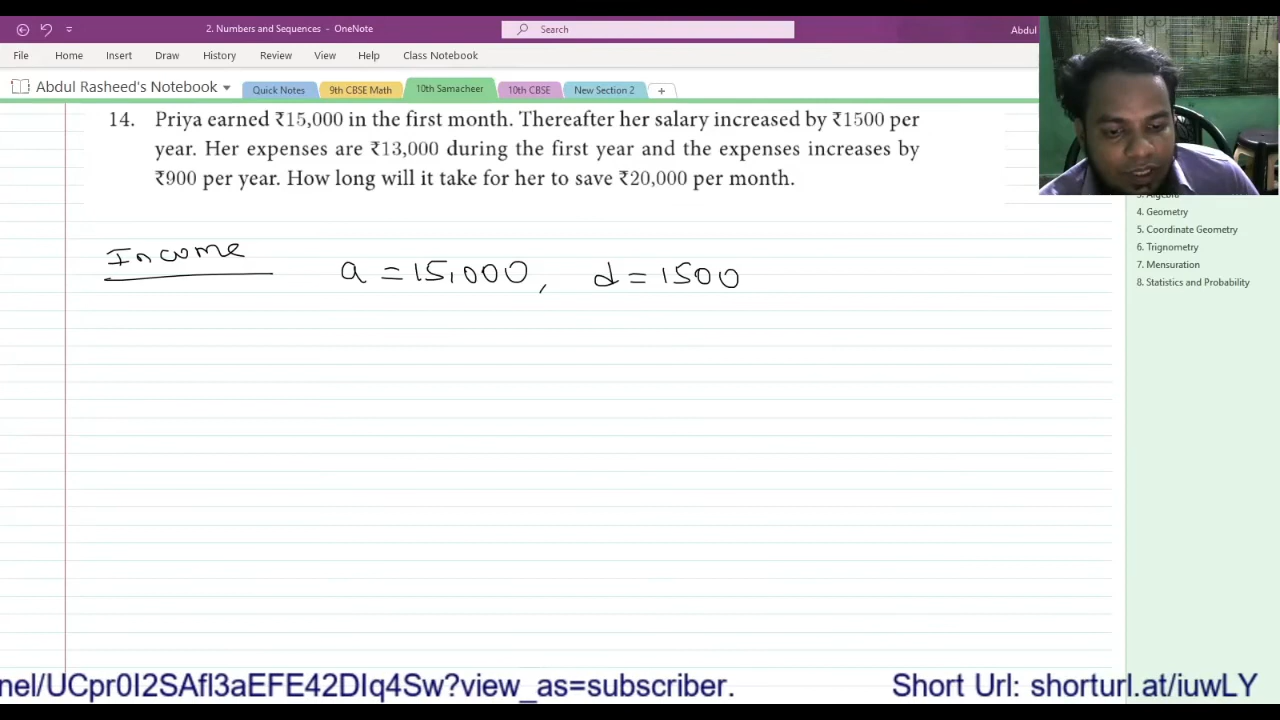 2. Numbers and Sequences - OneNote
Search
Abdul
File Home Insert Draw History Review View Help Class Notebook
Abdul Rasheed's Notebook Quick Notes 9th CBSE Math 10th Samacheer 10th CBSE New Section 2
14. Priya earned ₹15,000 in the first month. Thereafter her salary increased by ₹1500 per
year. Her expenses are ₹13,000 during the first year and the expenses increases by
₹900 per year. How long will it take for her to save ₹20,000 per month.
3. Algebra
4. Geometry
5. Coordinate Geometry
6. Trignometry
7. Mensuration
8. Statistics and Probability
Income a = 15,000, d = 1500
nel/UCpr0I2SAfl3aEFE42DIq4Sw?view_as=subscriber. Short Url: shorturl.at/iuwLY